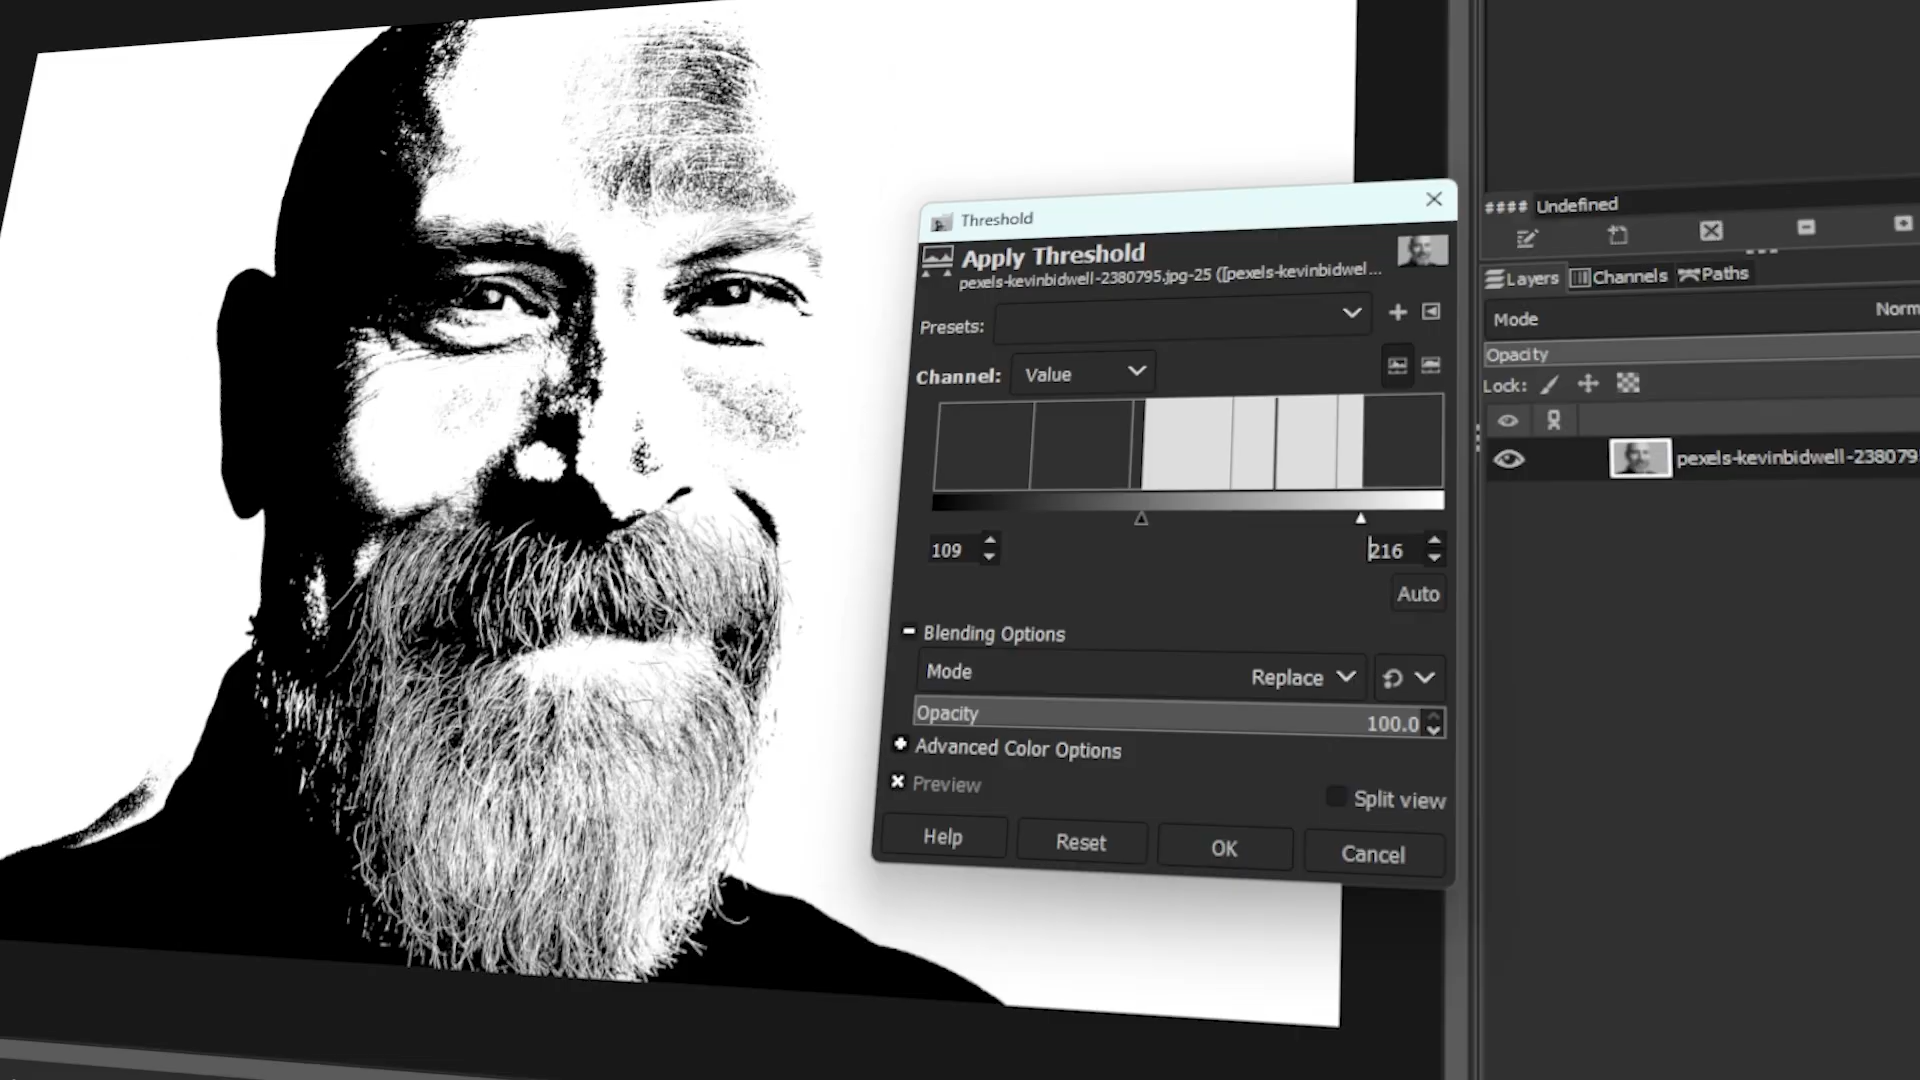 Threshold
Apply Threshold
pexels-kevinbidwell-2380795.jpg-25 ([pexels-kevinbidwel...
Presets:
Channel: Value
109
216
Auto
Blending Options
Mode Replace
Opacity 100.0
Advanced Color Options
Preview
Split view
Help Reset OK Cancel
#### Undefined
Layers Channels Paths
Mode Norm
Opacity
Lock:
pexels-kevinbidwell-238079